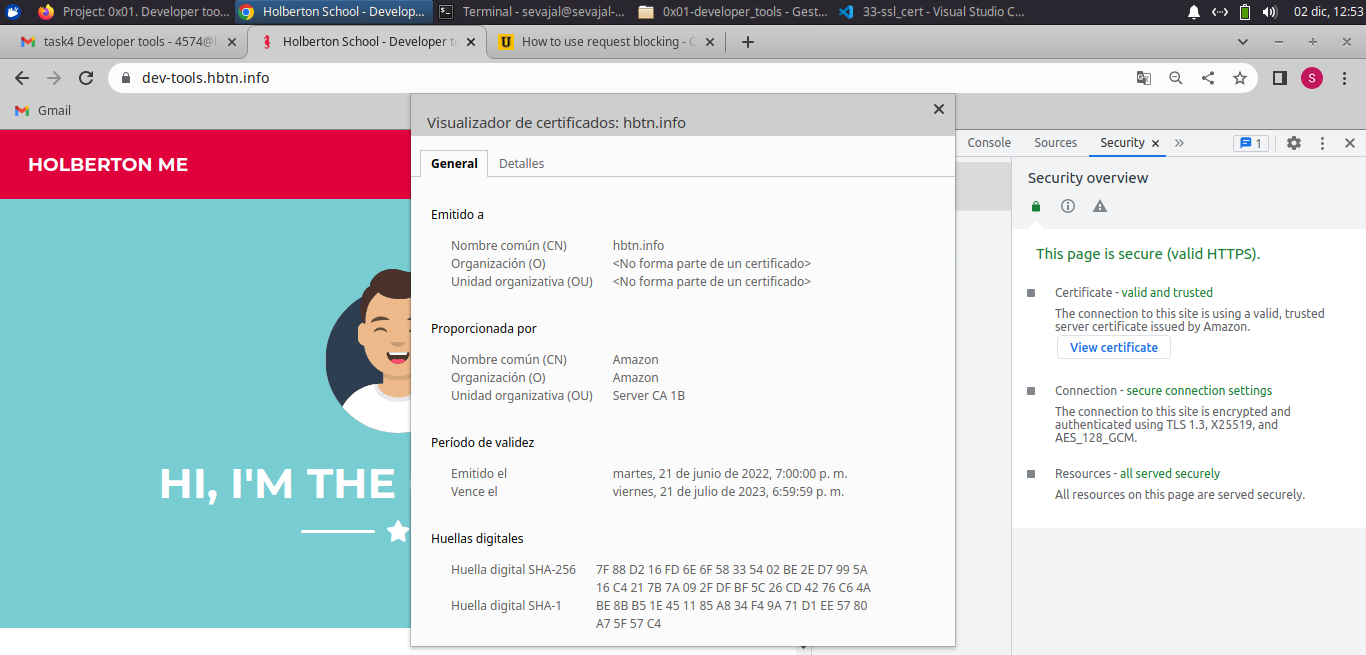 Project: 0x01. Developer too...
Holberton School - Develop...
Terminal - sevajal@sevajal-...
0x01-developer_tools - Gest...
33-ssl_cert - Visual Studio C...
02 dic, 12:53
task4 Developer tools - 4574@h
Holberton School - Developer to
How to use request blocking - C
dev-tools.hbtn.info
S
Gmail
HOLBERTON ME
HI, I'M THE
Visualizador de certificados: hbtn.info
General
Detalles
Emitido a
Nombre común (CN) hbtn.info
Organización (O) <No forma parte de un certificado>
Unidad organizativa (OU) <No forma parte de un certificado>
Proporcionada por
Nombre común (CN) Amazon
Organización (O) Amazon
Unidad organizativa (OU) Server CA 1B
Período de validez
Emitido el martes, 21 de junio de 2022, 7:00:00 p. m.
Vence el viernes, 21 de julio de 2023, 6:59:59 p. m.
Huellas digitales
Huella digital SHA-256 7F 88 D2 16 FD 6E 6F 58 33 54 02 BE 2E D7 99 5A
16 C4 21 7B 7A 09 2F DF BF 5C 26 CD 42 76 C6 4A
Huella digital SHA-1 BE 8B B5 1E 45 11 85 A8 34 F4 9A 71 D1 EE 57 80
A7 5F 57 C4
Console
Sources
Security
1
Security overview
This page is secure (valid HTTPS).
Certificate - valid and trusted
The connection to this site is using a valid, trusted
server certificate issued by Amazon.
View certificate
Connection - secure connection settings
The connection to this site is encrypted and
authenticated using TLS 1.3, X25519, and
AES_128_GCM.
Resources - all served securely
All resources on this page are served securely.